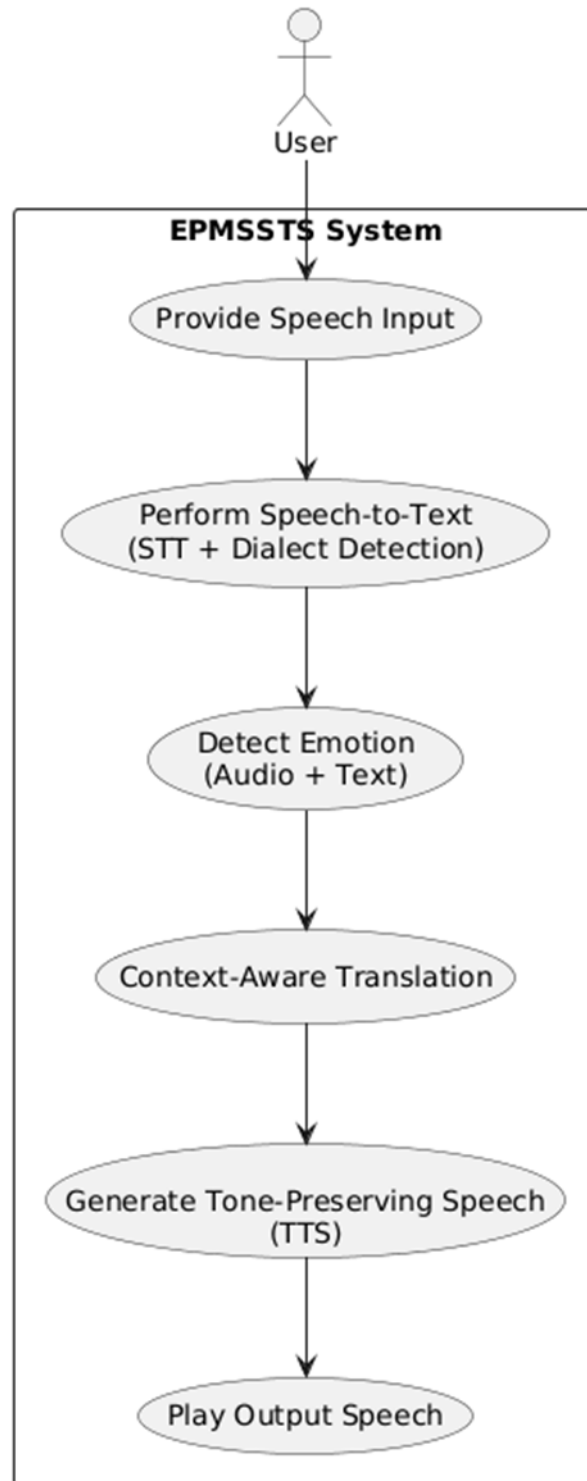 User
EPMSSTS System
Provide Speech Input
Perform Speech-to-Text
(STT + Dialect Detection)
Detect Emotion
(Audio + Text)
Context-Aware Translation
Generate Tone-Preserving Speech
(TTS)
Play Output Speech